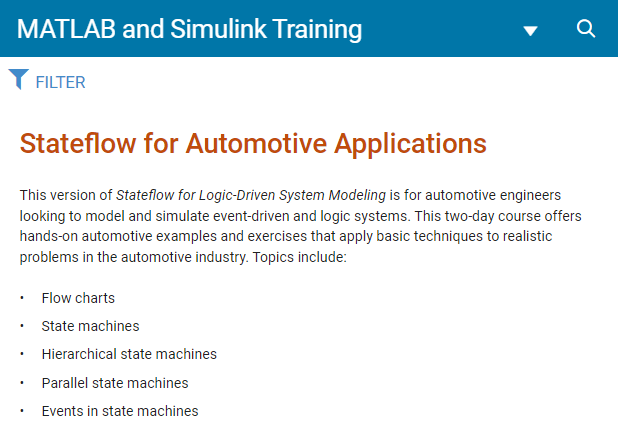 MATLAB and Simulink Training
FILTER
Stateflow for Automotive Applications
This version of Stateflow for Logic-Driven System Modeling is for automotive engineers
looking to model and simulate event-driven and logic systems. This two-day course offers
hands-on automotive examples and exercises that apply basic techniques to realistic
problems in the automotive industry. Topics include:
• Flow charts
• State machines
• Hierarchical state machines
• Parallel state machines
• Events in state machines